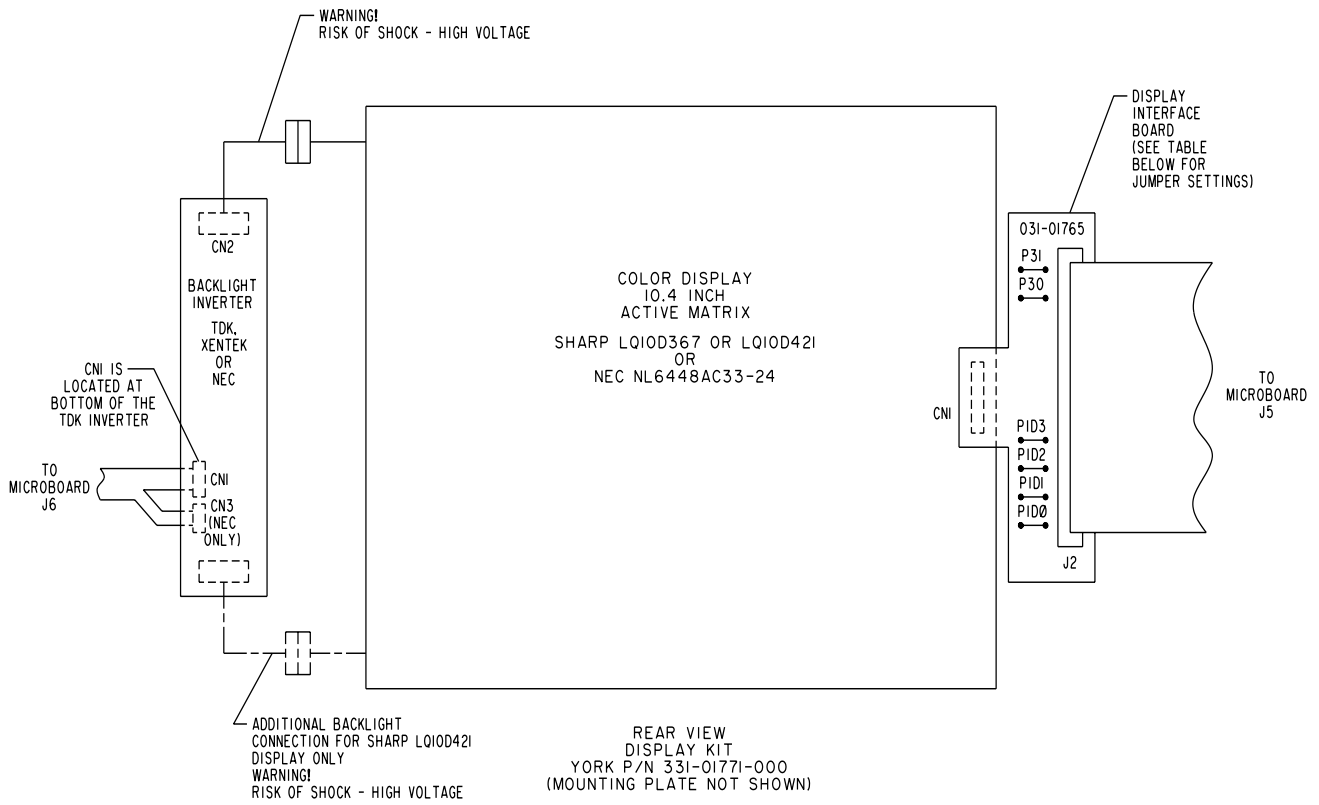 WARNING!
RISK OF SHOCK - HIGH VOLTAGE
DISPLAY
INTERFACE
BOARD
(SEE TABLE
BELOW FOR
JUMPER SETTINGS)
CN2
BACKLIGHT
INVERTER
TDK,
XENTEK
OR
NEC
CN1 IS
LOCATED AT
BOTTOM OF THE
TDK INVERTER
TO
MICROBOARD
J6
CN1
CN3
(NEC
ONLY)
COLOR DISPLAY
10.4 INCH
ACTIVE MATRIX
SHARP LQ10D367 OR LQ10D421
OR
NEC NL6448AC33-24
031-01765
P31
P30
CN1
PID3
PID2
PID1
PID0
J2
TO
MICROBOARD
J5
ADDITIONAL BACKLIGHT
CONNECTION FOR SHARP LQ10D421
DISPLAY ONLY
WARNING!
RISK OF SHOCK - HIGH VOLTAGE
REAR VIEW
DISPLAY KIT
YORK P/N 331-01771-000
(MOUNTING PLATE NOT SHOWN)